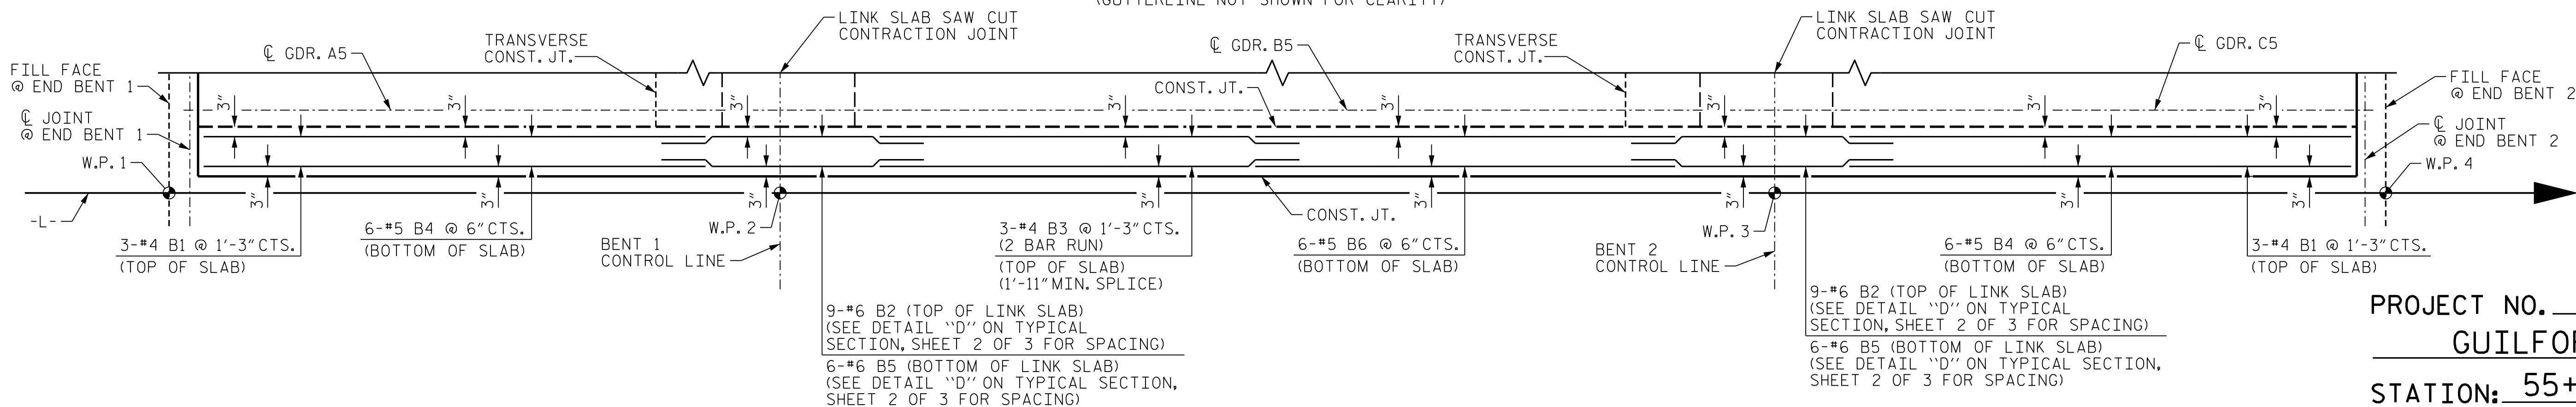 (GUTTERLINE NOT SHOWN FOR CLARITY)
LINK SLAB SAW CUT
CONTRACTION JOINT
LINK SLAB SAW CUT
CONTRACTION JOINT
℄ GDR. A5
TRANSVERSE
CONST. JT.
℄ GDR. B5
TRANSVERSE
CONST. JT.
℄ GDR. C5
FILL FACE
@ END BENT 1
CONST. JT.
FILL FACE
@ END BENT 2
℄ JOINT
@ END BENT 1
℄ JOINT
@ END BENT 2
3" 3" 3" 3" 3" 3" 3" 3"
W.P. 1
W.P. 4
3" 3" 3" 3" 3" 3" 3" 3"
-L-
W.P. 2
CONST. JT.
W.P. 3
3-#4 B1 @ 1'-3" CTS.
(TOP OF SLAB)
6-#5 B4 @ 6" CTS.
(BOTTOM OF SLAB)
BENT 1
CONTROL LINE
3-#4 B3 @ 1'-3" CTS.
(2 BAR RUN)
(TOP OF SLAB)
(1'-11" MIN. SPLICE)
6-#5 B6 @ 6" CTS.
(BOTTOM OF SLAB)
BENT 2
CONTROL LINE
6-#5 B4 @ 6" CTS.
(BOTTOM OF SLAB)
3-#4 B1 @ 1'-3" CTS.
(TOP OF SLAB)
9-#6 B2 (TOP OF LINK SLAB)
(SEE DETAIL "D" ON TYPICAL
SECTION, SHEET 2 OF 3 FOR SPACING)
6-#6 B5 (BOTTOM OF LINK SLAB)
(SEE DETAIL "D" ON TYPICAL SECTION,
SHEET 2 OF 3 FOR SPACING)
9-#6 B2 (TOP OF LINK SLAB)
(SEE DETAIL "D" ON TYPICAL
SECTION, SHEET 2 OF 3 FOR SPACING)
6-#6 B5 (BOTTOM OF LINK SLAB)
(SEE DETAIL "D" ON TYPICAL SECTION,
SHEET 2 OF 3 FOR SPACING)
PROJECT NO.
GUILFO
STATION: 55+